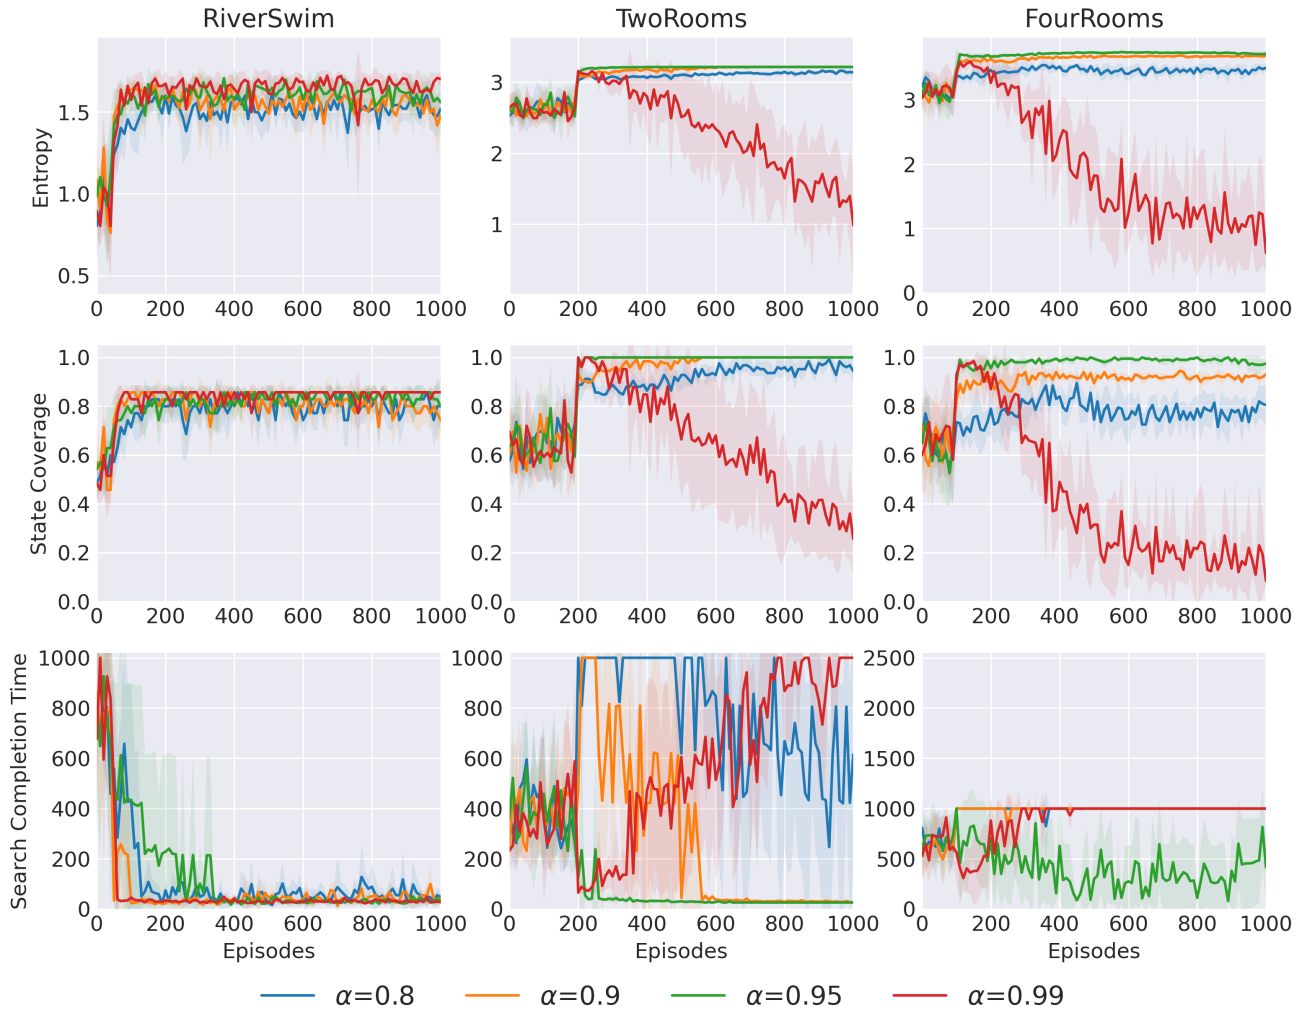 RiverSwim TwoRooms FourRooms
Entropy
1.5
1.0
0.5
0 200 400 600 800 1000
3
2
1
0 200 400 600 800 1000
3
2
1
0
0 200 400 600 800 1000
State Coverage
1.0
0.8
0.6
0.4
0.2
0.0
0 200 400 600 800 1000
1.0
0.8
0.6
0.4
0.2
0.0
0 200 400 600 800 1000
1.0
0.8
0.6
0.4
0.2
0.0
0 200 400 600 800 1000
Search Completion Time
1000
800
600
400
200
0
0 200 400 600 800 1000
Episodes
1000
800
600
400
200
0
0 200 400 600 800 1000
Episodes
2500
2000
1500
1000
500
0
0 200 400 600 800 1000
Episodes
α=0.8 α=0.9 α=0.95 α=0.99